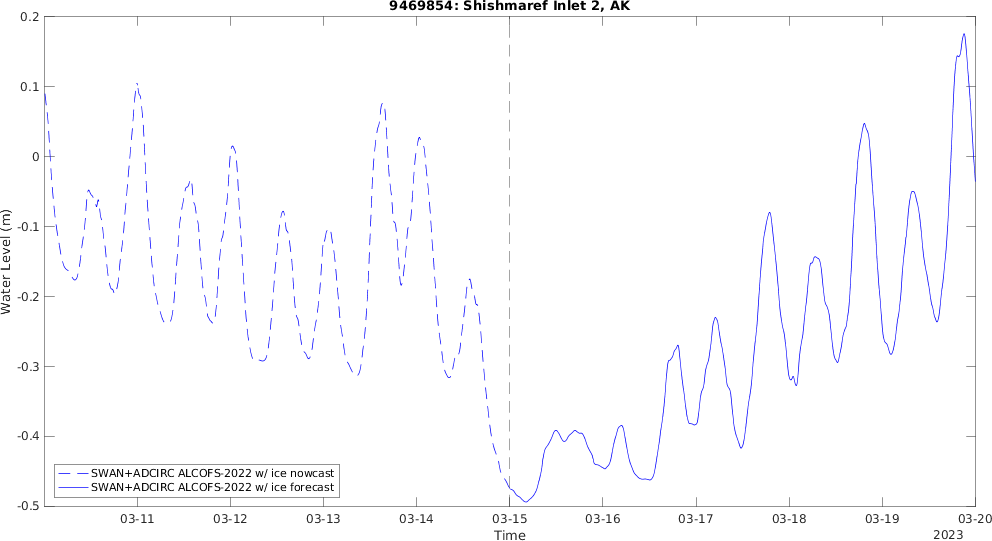 9469854: Shishmaref Inlet 2, AK
Water Level (m)
0.2
0.1
0
-0.1
-0.2
-0.3
-0.4
-0.5
SWAN+ADCIRC ALCOFS-2022 w/ ice nowcast
SWAN+ADCIRC ALCOFS-2022 w/ ice forecast
03-11 03-12 03-13 03-14 03-15 03-16 03-17 03-18 03-19 03-20
Time
2023